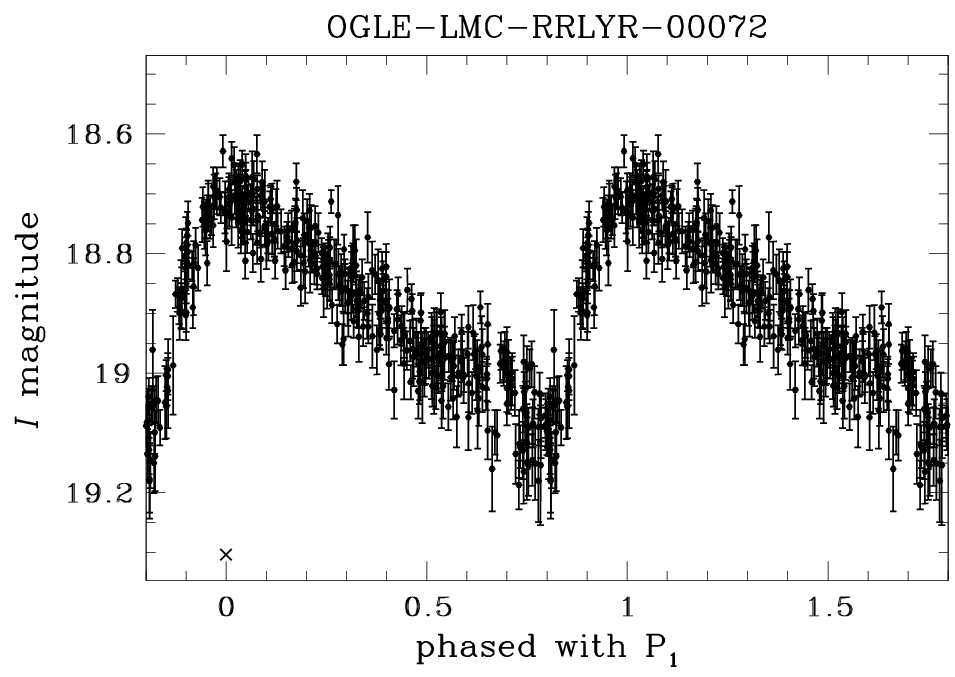 OGLE-LMC-RRLYR-00072
I magnitude
18.6
18.8
19
19.2
0 0.5 1 1.5
phased with P₁